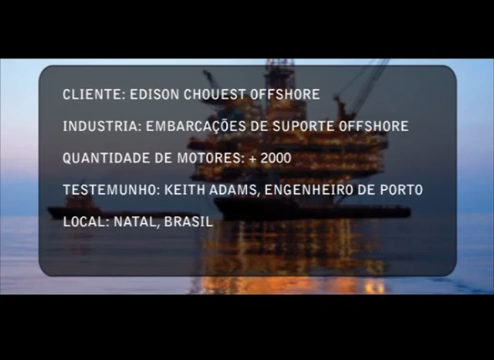 CLIENTE: EDISON CHOUEST OFFSHORE
INDUSTRIA: EMBARCAÇÕES DE SUPORTE OFFSHORE
QUANTIDADE DE MOTORES: + 2000
TESTEMUNHO: KEITH ADAMS, ENGENHEIRO DE PORTO
LOCAL: NATAL, BRASIL